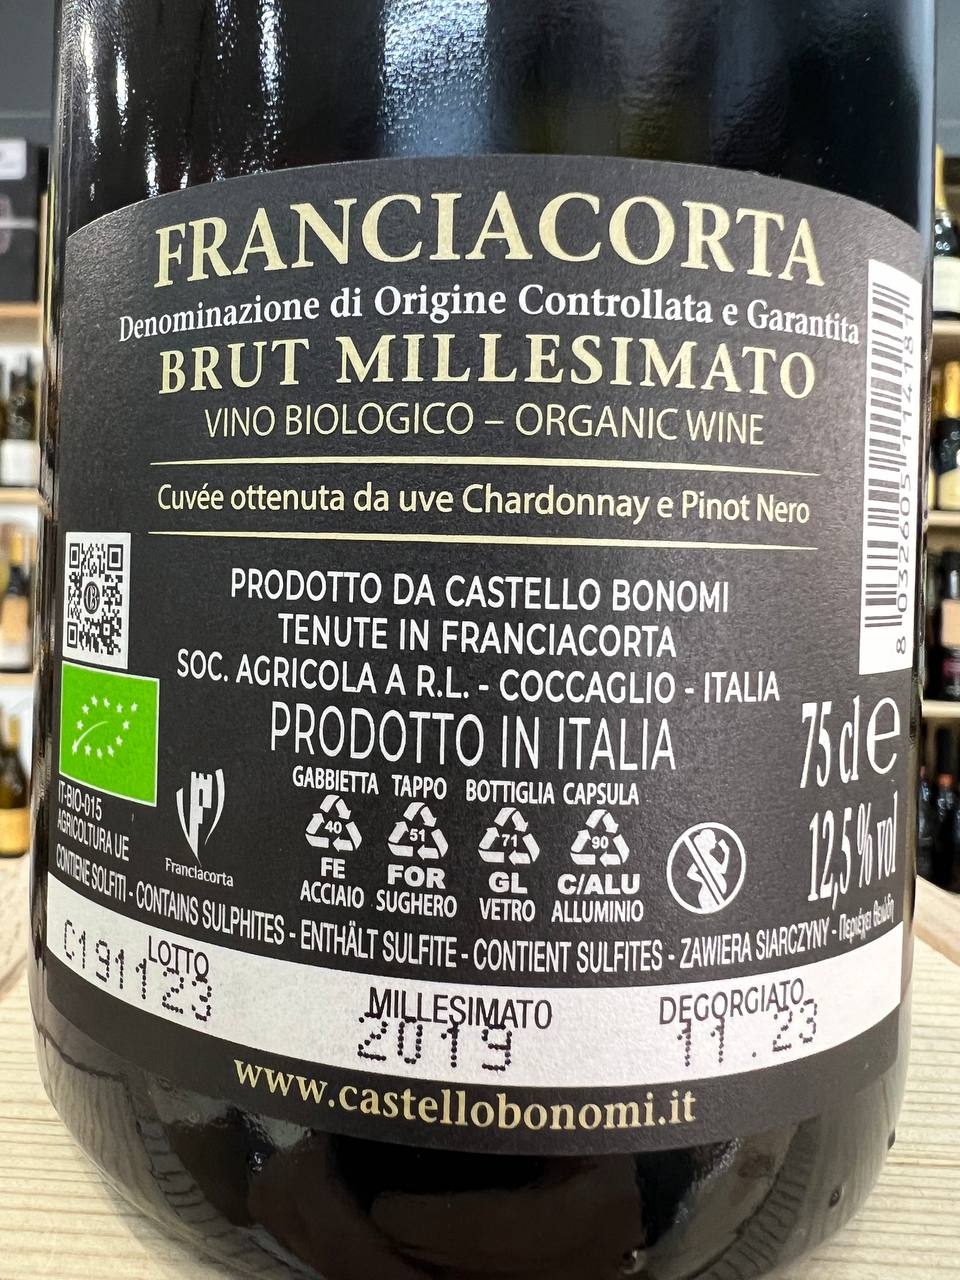 FRANCIACORTA
Denominazione di Origine Controllata e Garantita
BRUT MILLESIMATO
VINO BIOLOGICO – ORGANIC WINE
Cuvée ottenuta da uve Chardonnay e Pinot Nero
PRODOTTO DA CASTELLO BONOMI
TENUTE IN FRANCIACORTA
SOC. AGRICOLA A R.L. - COCCAGLIO - ITALIA
PRODOTTO IN ITALIA
75 cl e
12,5 % vol
GABBIETTA TAPPO BOTTIGLIA CAPSULA
40 51 71 90
FE FOR GL C/ALU
ACCIAIO SUGHERO VETRO ALLUMINIO
IT-BIO-015
AGRICOLTURA UE
Franciacorta
CONTIENE SOLFITI - CONTAINS SULPHITES - ENTHÄLT SULFITE - CONTIENT SULFITES - ZAWIERA SIARCZYNY - Περιέχει θειώδη
LOTTO
C191123
MILLESIMATO
2019
DEGORGIATO
11.23
www.castellobonomi.it